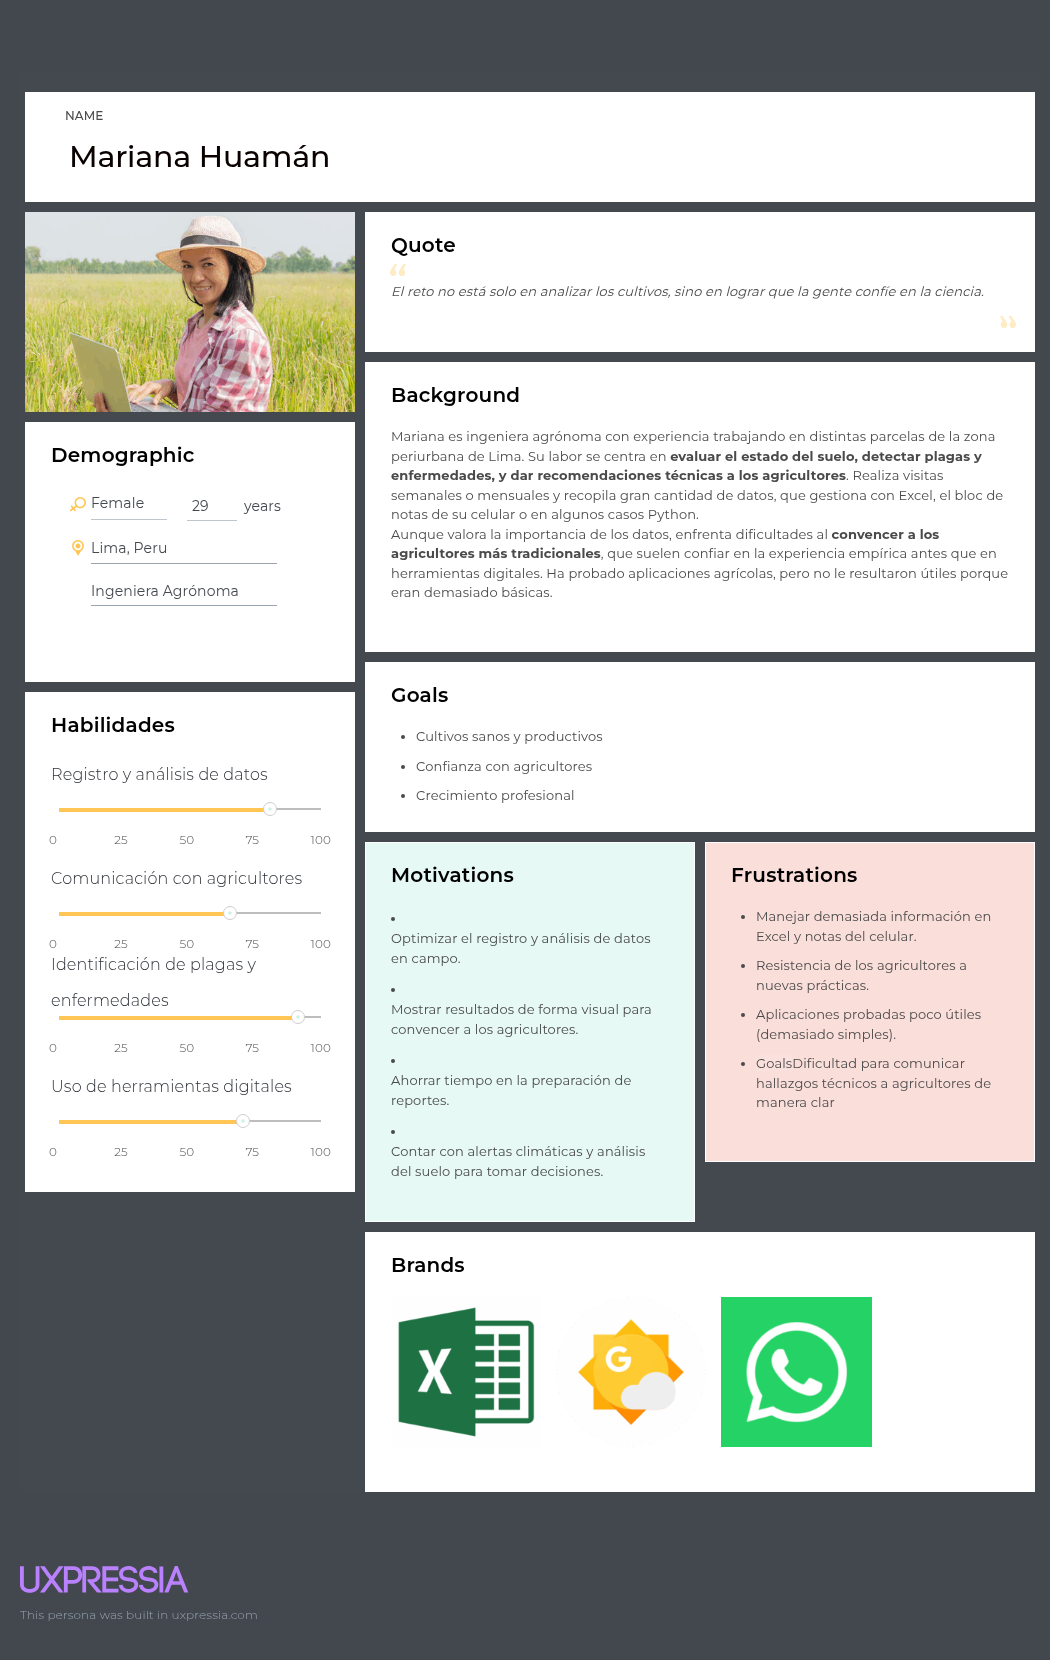 NAME
Mariana Huamán
Quote
“
El reto no está solo en analizar los cultivos, sino en lograr que la gente confíe en la ciencia.
”
Background
Mariana es ingeniera agrónoma con experiencia trabajando en distintas parcelas de la zona
periurbana de Lima. Su labor se centra en evaluar el estado del suelo, detectar plagas y
enfermedades, y dar recomendaciones técnicas a los agricultores. Realiza visitas
semanales o mensuales y recopila gran cantidad de datos, que gestiona con Excel, el bloc de
notas de su celular o en algunos casos Python.
Aunque valora la importancia de los datos, enfrenta dificultades al convencer a los
agricultores más tradicionales, que suelen confiar en la experiencia empírica antes que en
herramientas digitales. Ha probado aplicaciones agrícolas, pero no le resultaron útiles porque
eran demasiado básicas.
Demographic
Female 29 years
Lima, Peru
Ingeniera Agrónoma
Habilidades
Registro y análisis de datos
0 25 50 75 100
Comunicación con agricultores
0 25 50 75 100
Identificación de plagas y
enfermedades
0 25 50 75 100
Uso de herramientas digitales
0 25 50 75 100
Goals
• Cultivos sanos y productivos
• Confianza con agricultores
• Crecimiento profesional
Motivations
•
Optimizar el registro y análisis de datos
en campo.
•
Mostrar resultados de forma visual para
convencer a los agricultores.
•
Ahorrar tiempo en la preparación de
reportes.
•
Contar con alertas climáticas y análisis
del suelo para tomar decisiones.
Frustrations
• Manejar demasiada información en
Excel y notas del celular.
• Resistencia de los agricultores a
nuevas prácticas.
• Aplicaciones probadas poco útiles
(demasiado simples).
• GoalsDificultad para comunicar
hallazgos técnicos a agricultores de
manera clar
Brands
X
G
UXPRESSIA
This persona was built in uxpressia.com